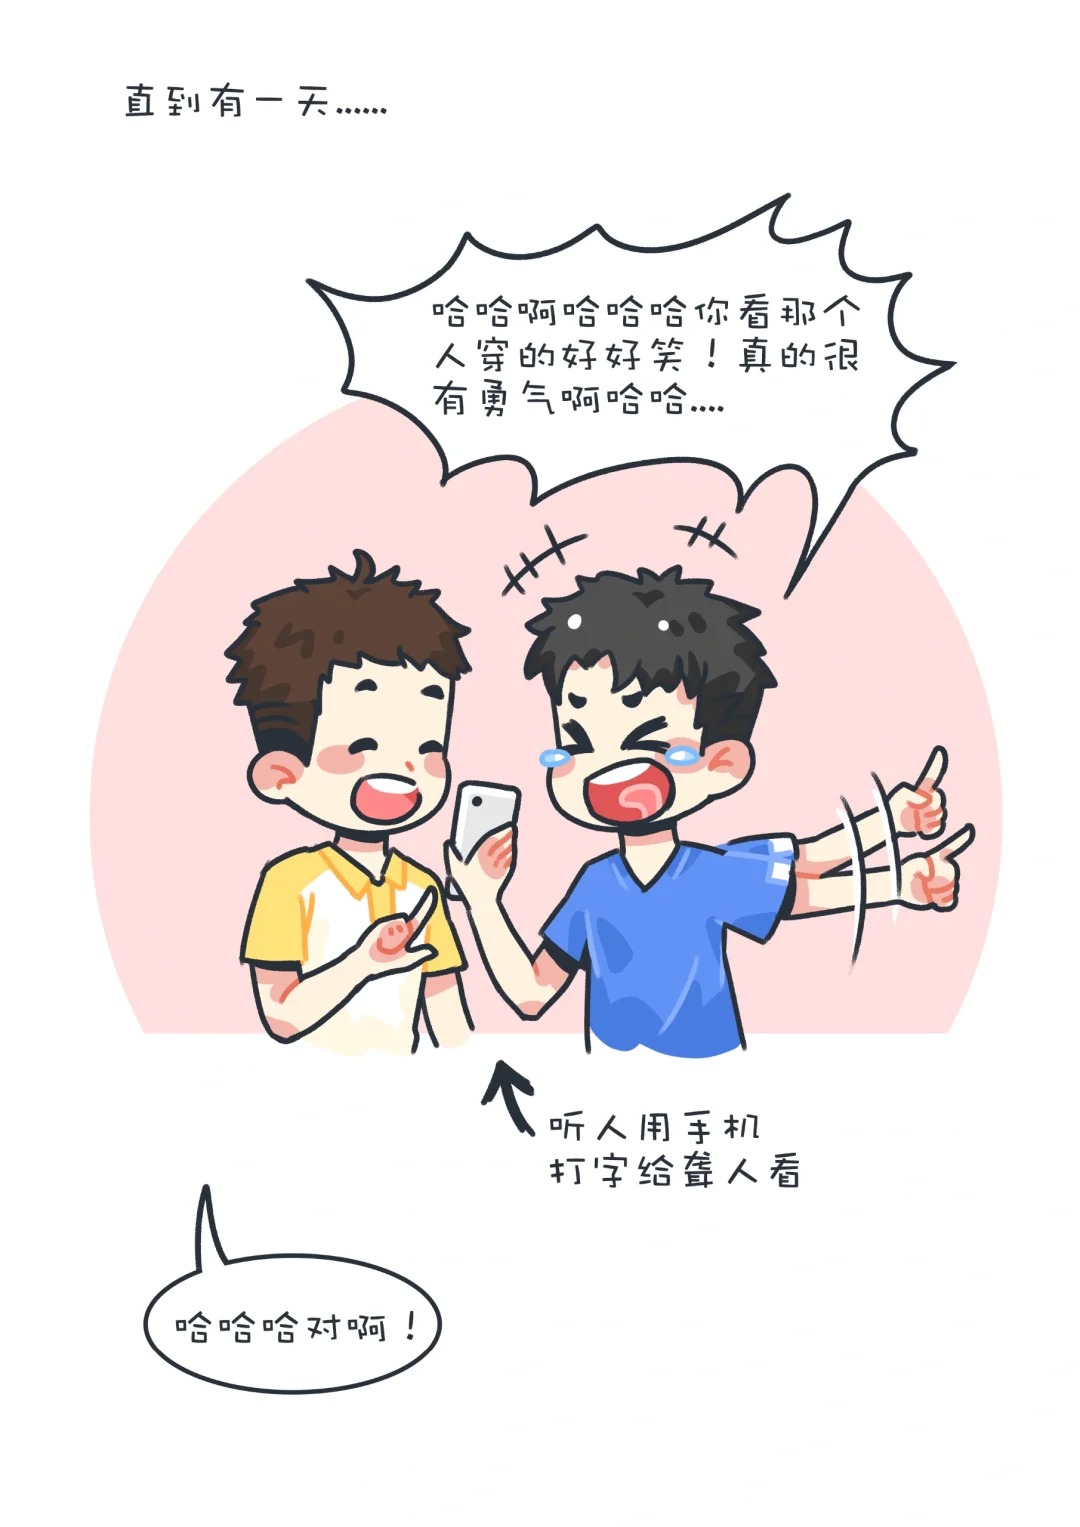 直到有一天......
哈哈啊哈哈哈你看那个
人穿的好好笑！真的很
有勇气啊哈哈....
听人用手机
打字给聋人看
哈哈哈对啊！